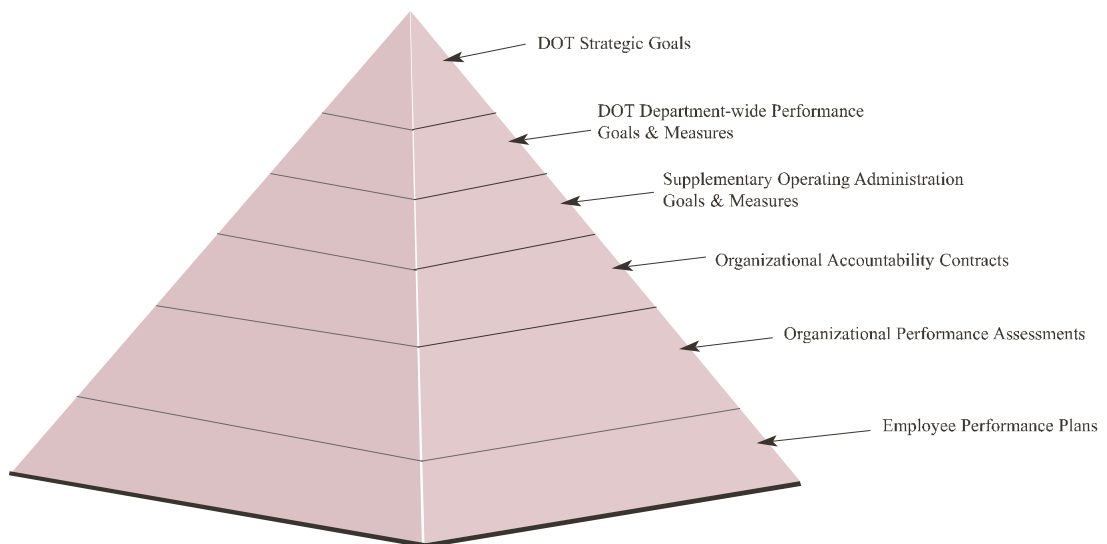 DOT Strategic Goals
DOT Department-wide Performance
Goals & Measures
Supplementary Operating Administration
Goals & Measures
Organizational Accountability Contracts
Organizational Performance Assessments
Employee Performance Plans